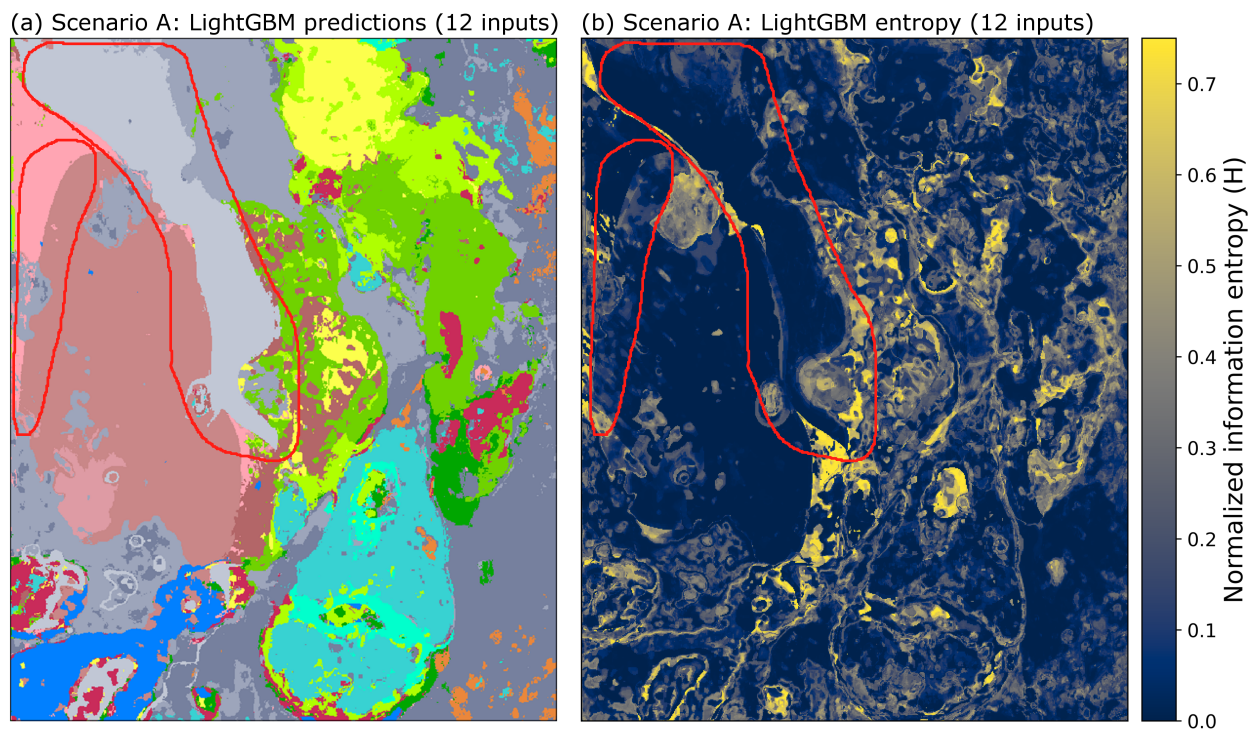 (a) Scenario A: LightGBM predictions (12 inputs)
(b) Scenario A: LightGBM entropy (12 inputs)
0.7
0.6
0.5
0.4
0.3
0.2
0.1
0.0
Normalized information entropy (H)